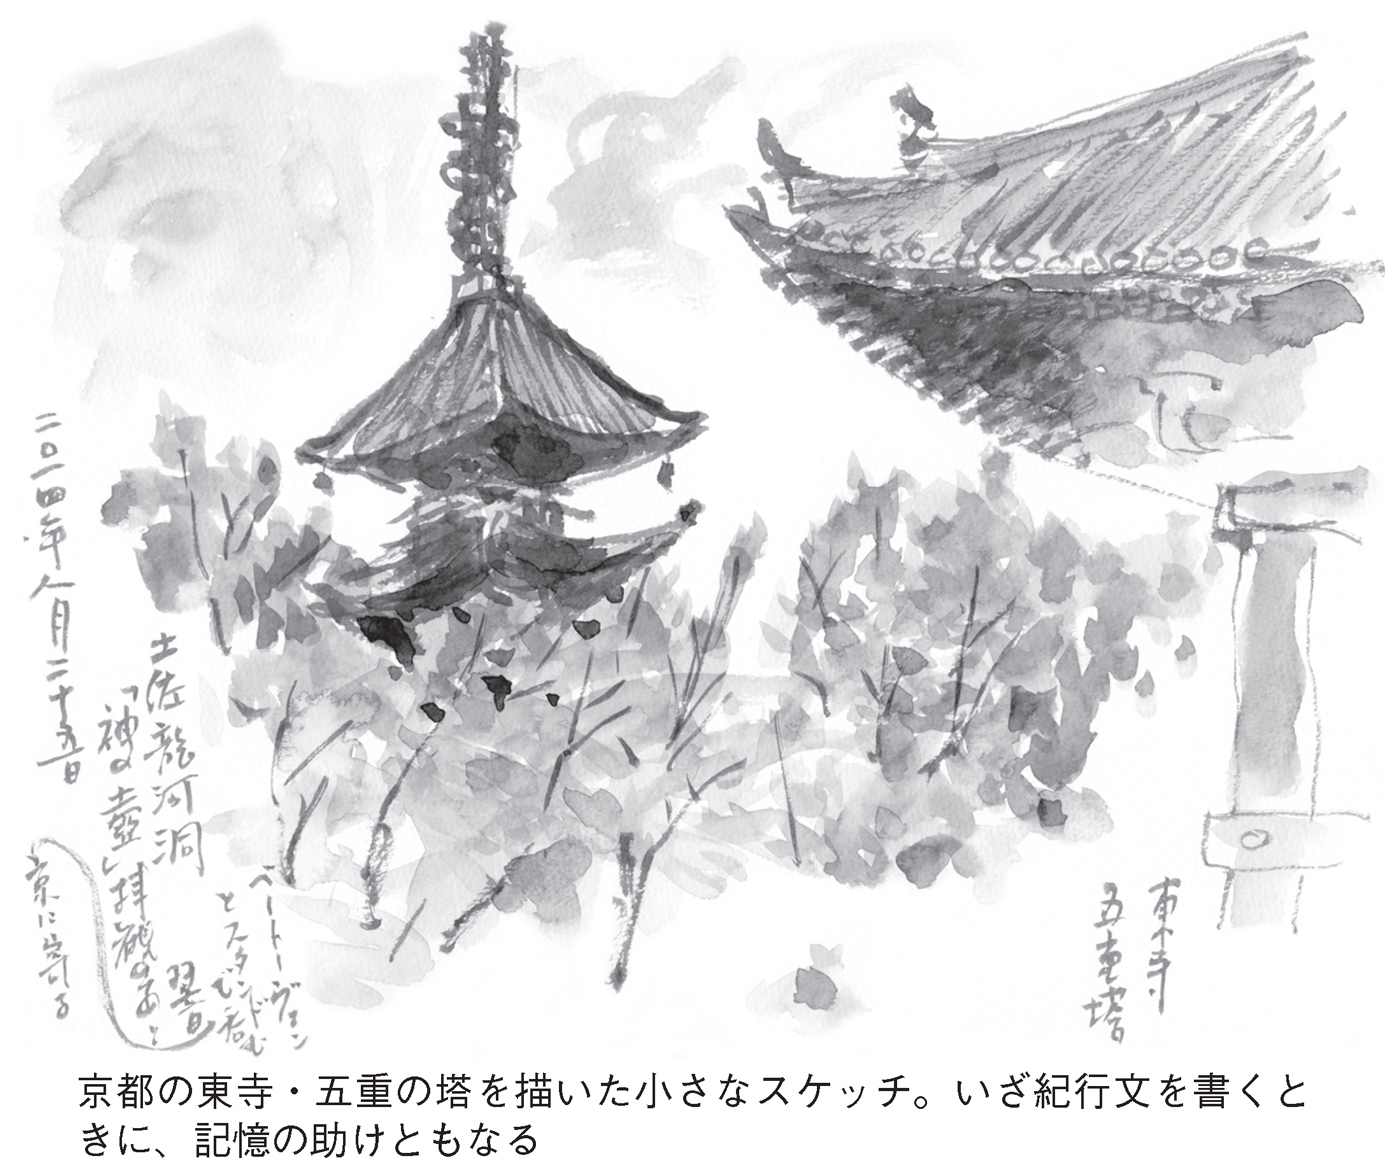 東寺
五重塔
ベートーヴェン
とスタンドで呑む
翌日
土佐龍河洞
「神の壺」拝観のあと
京に寄る
二〇一四年八月二十五日
京都の東寺・五重の塔を描いた小さなスケッチ。いざ紀行文を書くと
きに、記憶の助けともなる